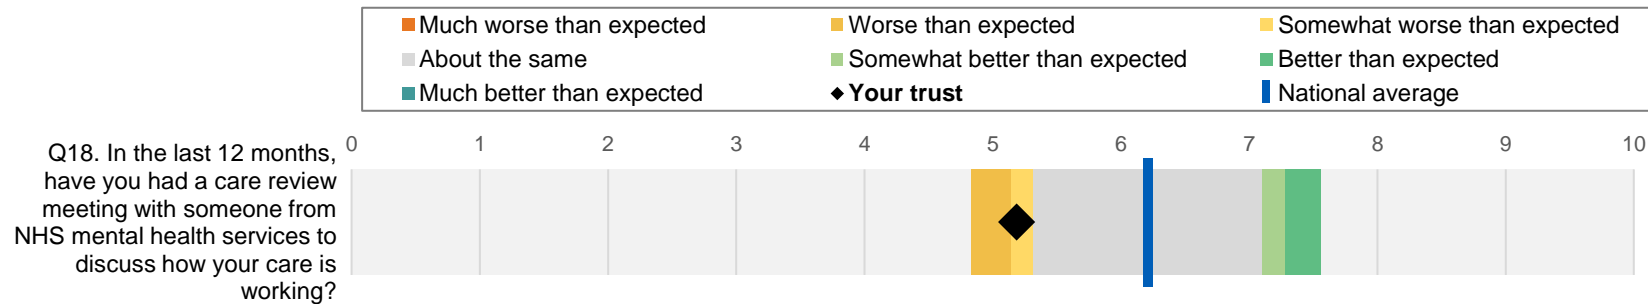 Much worse than expected
Worse than expected
Somewhat worse than expected
About the same
Somewhat better than expected
Better than expected
Much better than expected
Your trust
National average
0 1 2 3 4 5 6 7 8 9 10
Q18. In the last 12 months,
have you had a care review
meeting with someone from
NHS mental health services to
discuss how your care is
working?